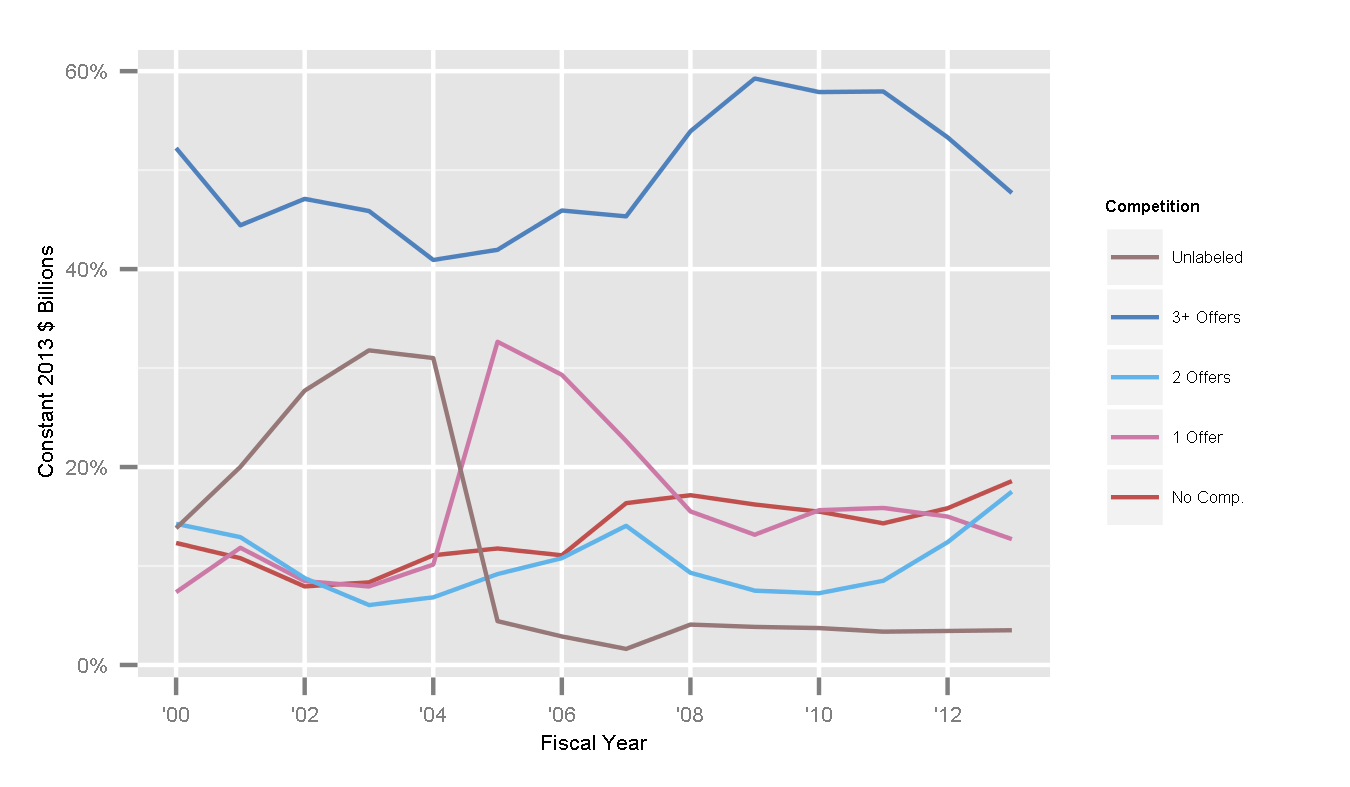 60%
40%
20%
0%
Constant 2013 $ Billions
'00 '02 '04 '06 '08 '10 '12
Fiscal Year
Competition
Unlabeled
3+ Offers
2 Offers
1 Offer
No Comp.